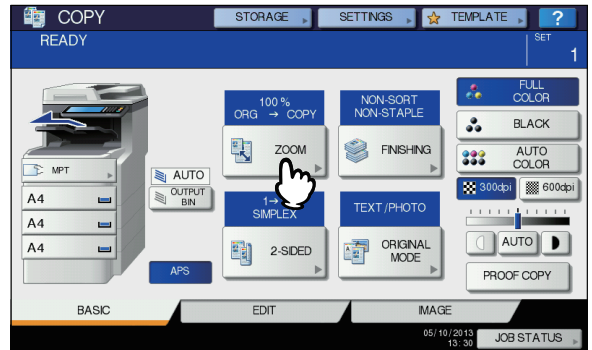 COPY
STORAGE
SETTINGS
TEMPLATE
?
READY
SET
1
100 %
ORG → COPY
NON-SORT
NON-STAPLE
FULL
COLOR
ZOOM
FINISHING
BLACK
MPT
AUTO
AUTO
COLOR
A4
OUTPUT
BIN
300dpi
600dpi
A4
1→
SIMPLEX
TEXT/PHOTO
A4
2-SIDED
ORIGINAL
MODE
AUTO
APS
PROOF COPY
BASIC
EDIT
IMAGE
05/10/2013
13:30
JOB STATUS